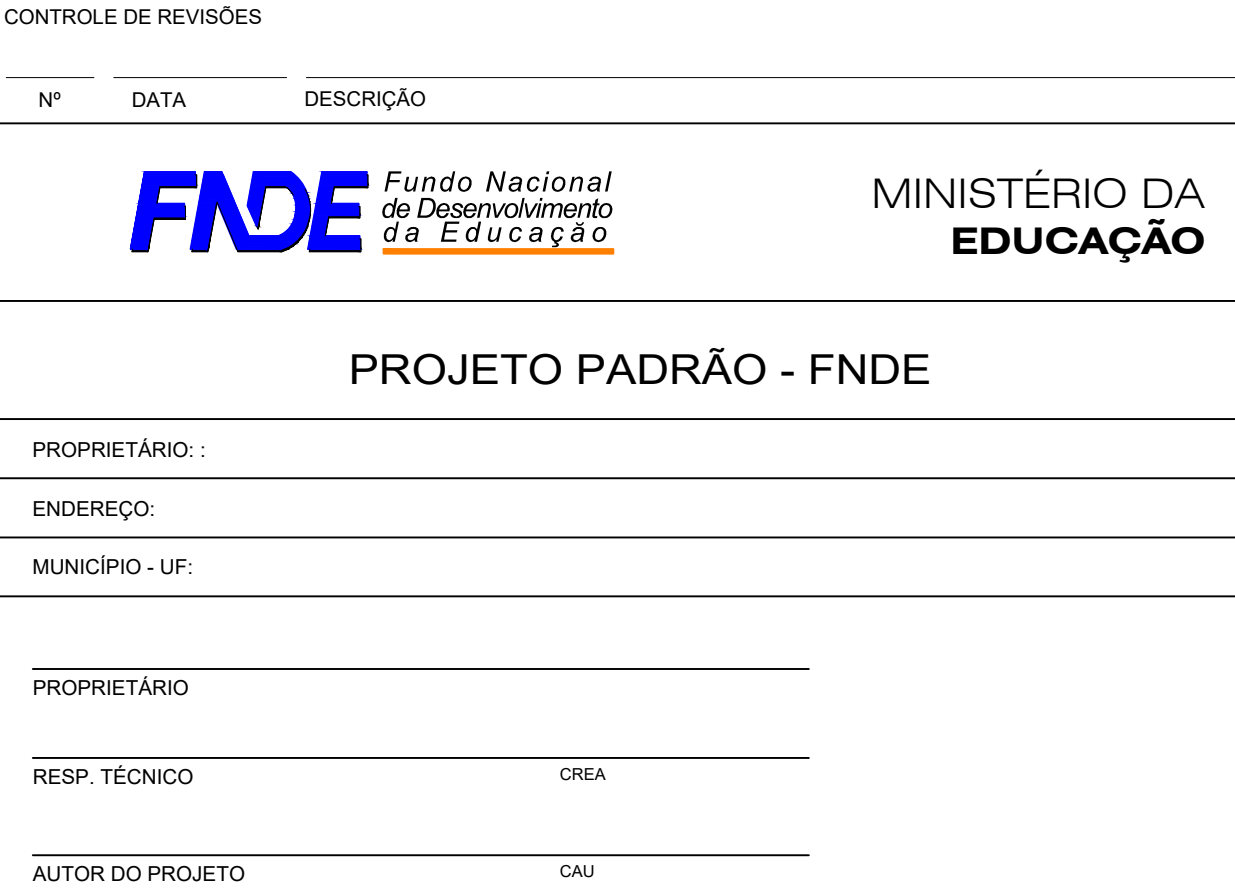 CONTROLE DE REVISÕES
Nº DATA DESCRIÇÃO
FNDE Fundo Nacional
de Desenvolvimento
da Educação
MINISTÉRIO DA
EDUCAÇÃO
PROJETO PADRÃO - FNDE
PROPRIETÁRIO: :
ENDEREÇO:
MUNICÍPIO - UF:
PROPRIETÁRIO
RESP. TÉCNICO CREA
AUTOR DO PROJETO CAU